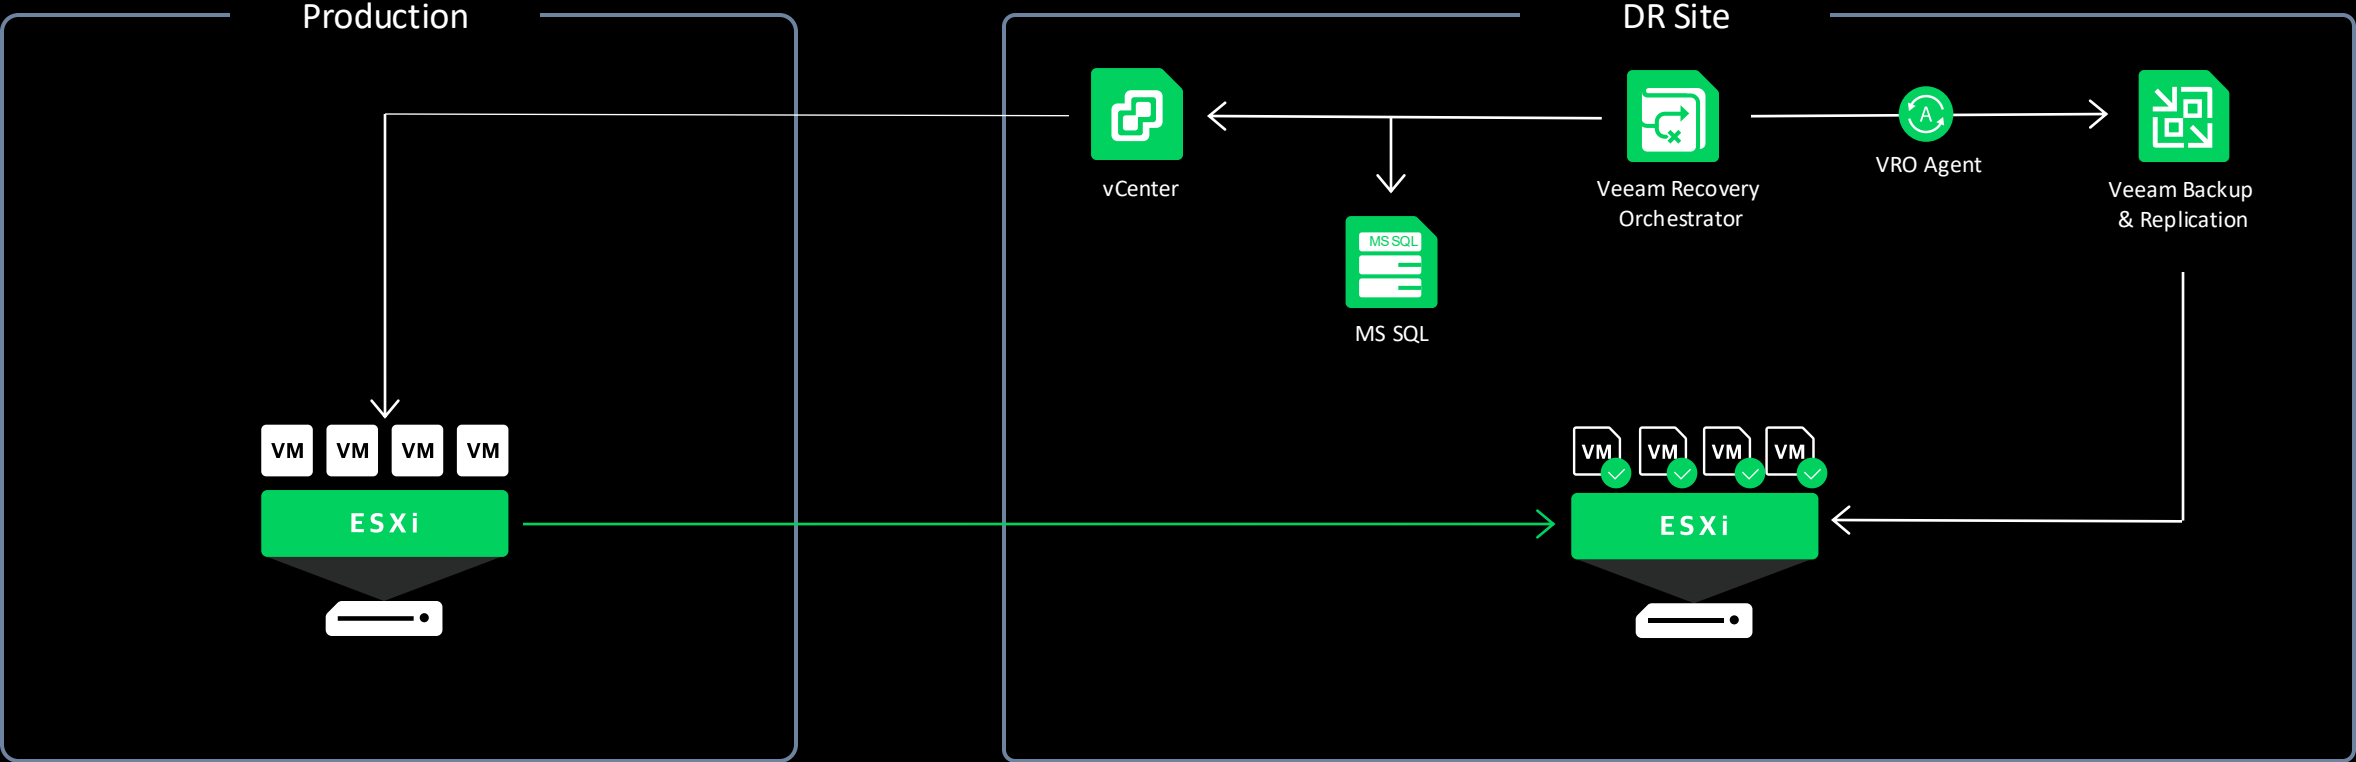 Production
DR Site
vCenter
MS SQL
MS SQL
Veeam Recovery
Orchestrator
A
VRO Agent
Veeam Backup
& Replication
VM VM VM VM
ESXi
VM VM VM VM
ESXi